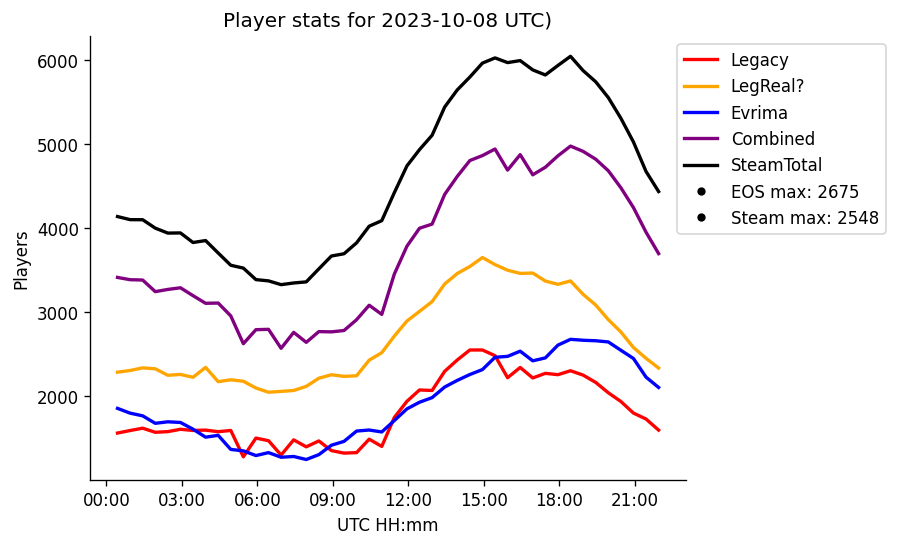 Player stats for 2023-10-08 UTC)
6000
5000
4000
3000
2000
Players
00:00 03:00 06:00 09:00 12:00 15:00 18:00 21:00
UTC HH:mm
Legacy
LegReal?
Evrima
Combined
SteamTotal
EOS max: 2675
Steam max: 2548